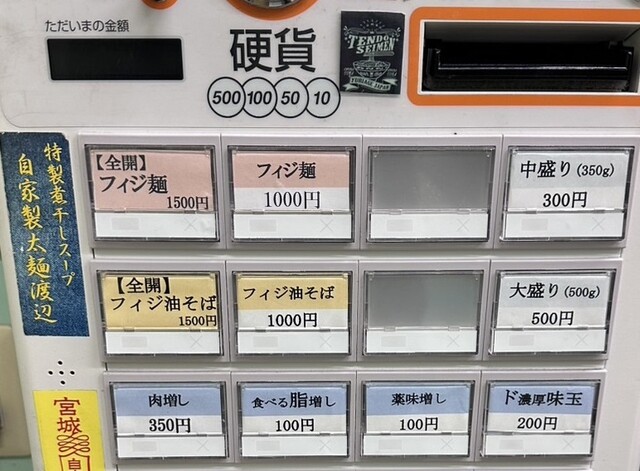 ただいまの金額
硬貨
500 100 50 10
TENDO
SEIMEN
YURIAGE JAPAN
特製煮干しスープ
自家製太麺渡辺
【全開】
フィジ麺
1500円
フィジ麺
1000円
中盛り(350g)
300円
【全開】
フィジ油そば
1500円
フィジ油そば
1000円
大盛り(500g)
500円
肉増し
350円
食べる脂増し
100円
薬味増し
100円
ド濃厚味玉
200円
宮城